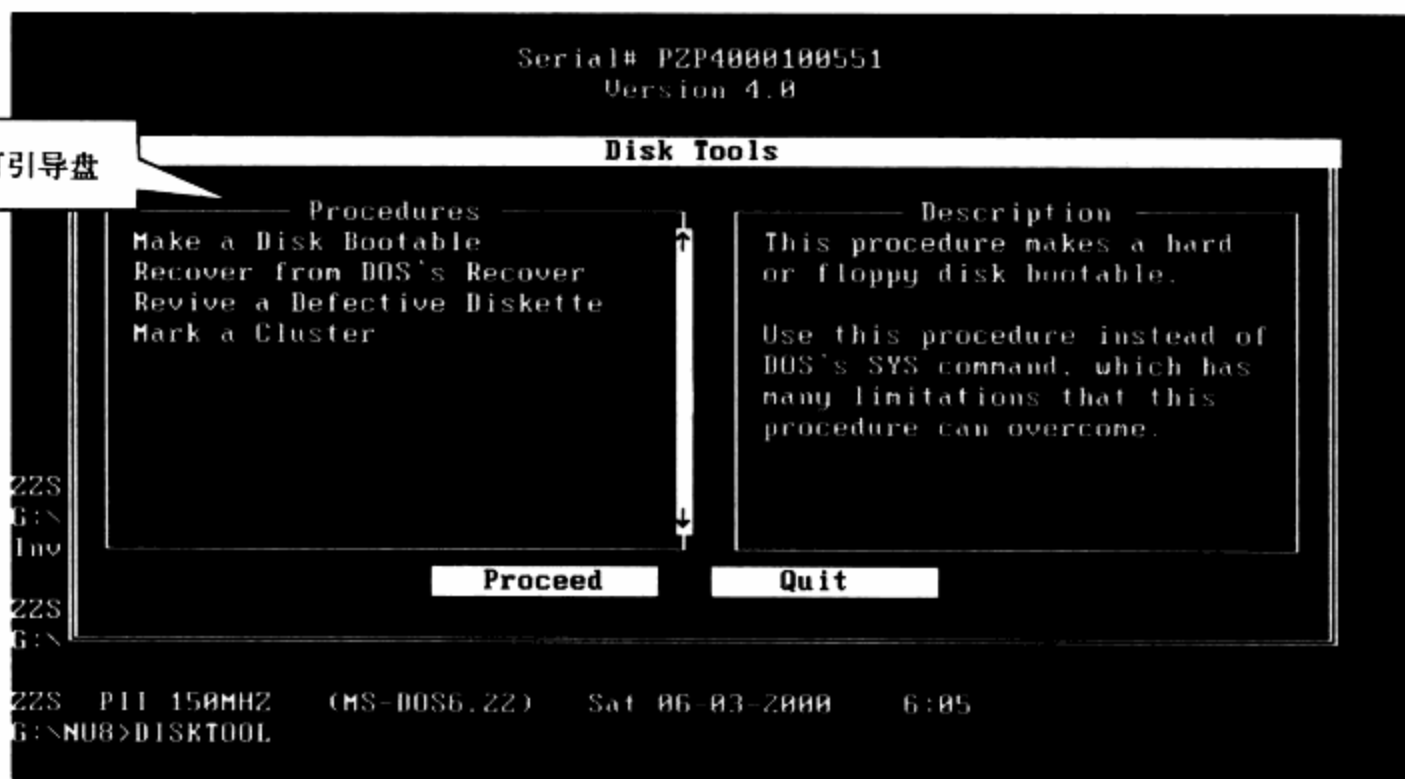 Serial# PZP4000100551
Version 4.0
Disk Tools
引导盘
Procedures
Make a Disk Bootable
Recover from DOS's Recover
Revive a Defective Diskette
Mark a Cluster
Description
This procedure makes a hard
or floppy disk bootable.
Use this procedure instead of
DOS's SYS command, which has
many limitations that this
procedure can overcome.
ZZS
G:\
Inv
Proceed
Quit
ZZS
G:\
ZZS PII 150MHZ (MS-DOS6.22) Sat 06-03-2000 6:05
G:\NU8>DISKTOOL